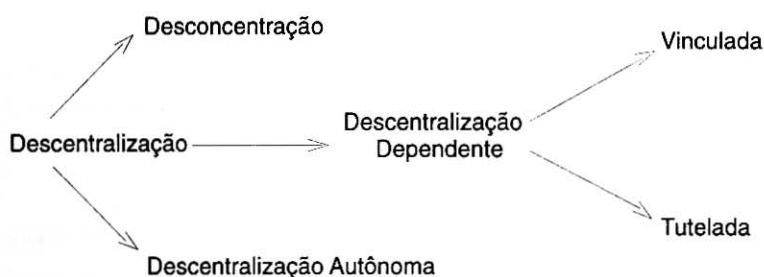 Desconcentração
Vinculada
Descentralização
Descentralização
Dependente
Tutelada
Descentralização Autônoma